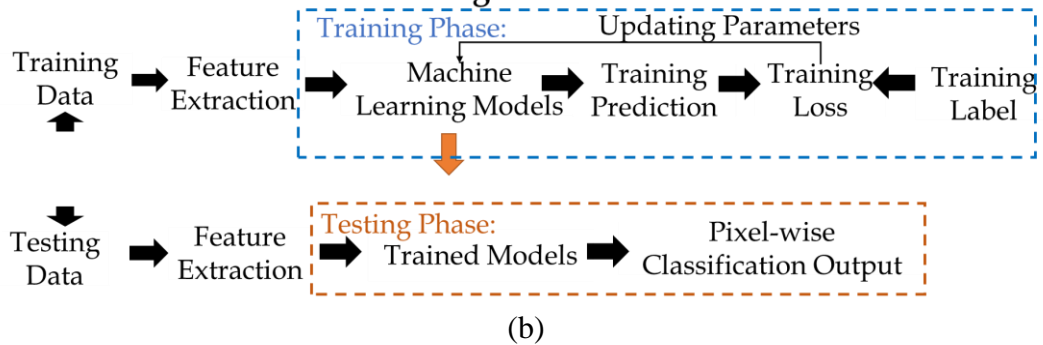 Training Phase:
Updating Parameters
Training
Data
Feature
Extraction
Machine
Learning Models
Training
Prediction
Training
Loss
Training
Label
Testing
Data
Feature
Extraction
Testing Phase:
Trained Models
Pixel-wise
Classification Output
(b)